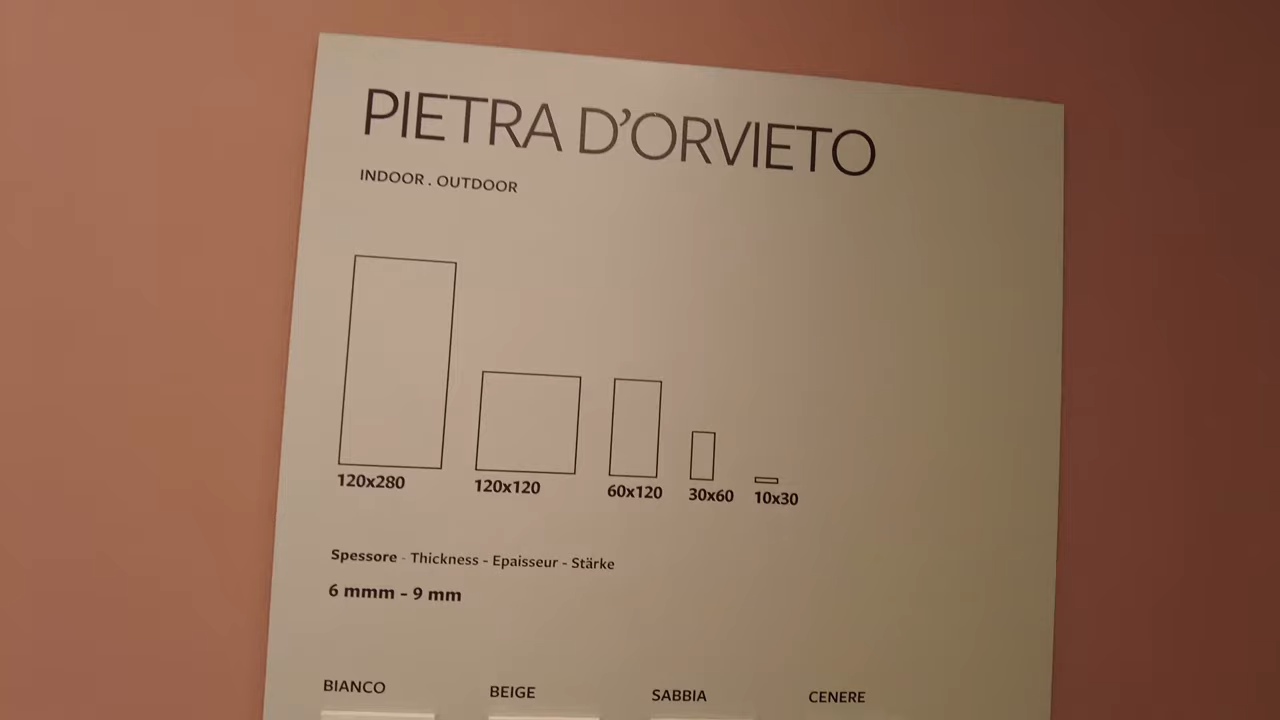 PIETRA D'ORVIETO
INDOOR . OUTDOOR
120x280 120x120 60x120 30x60 10x30
Spessore - Thickness - Epaisseur - Stärke
6 mmm - 9 mm
BIANCO BEIGE SABBIA CENERE